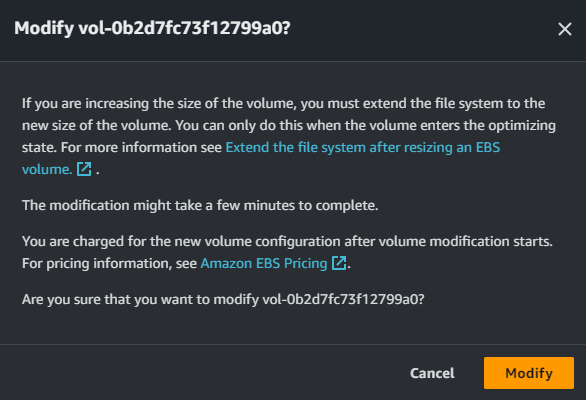 Modify vol-0b2d7fc73f12799a0?
If you are increasing the size of the volume, you must extend the file system to the
new size of the volume. You can only do this when the volume enters the optimizing
state. For more information see Extend the file system after resizing an EBS
volume. .
The modification might take a few minutes to complete.
You are charged for the new volume configuration after volume modification starts.
For pricing information, see Amazon EBS Pricing .
Are you sure that you want to modify vol-0b2d7fc73f12799a0?
Cancel
Modify